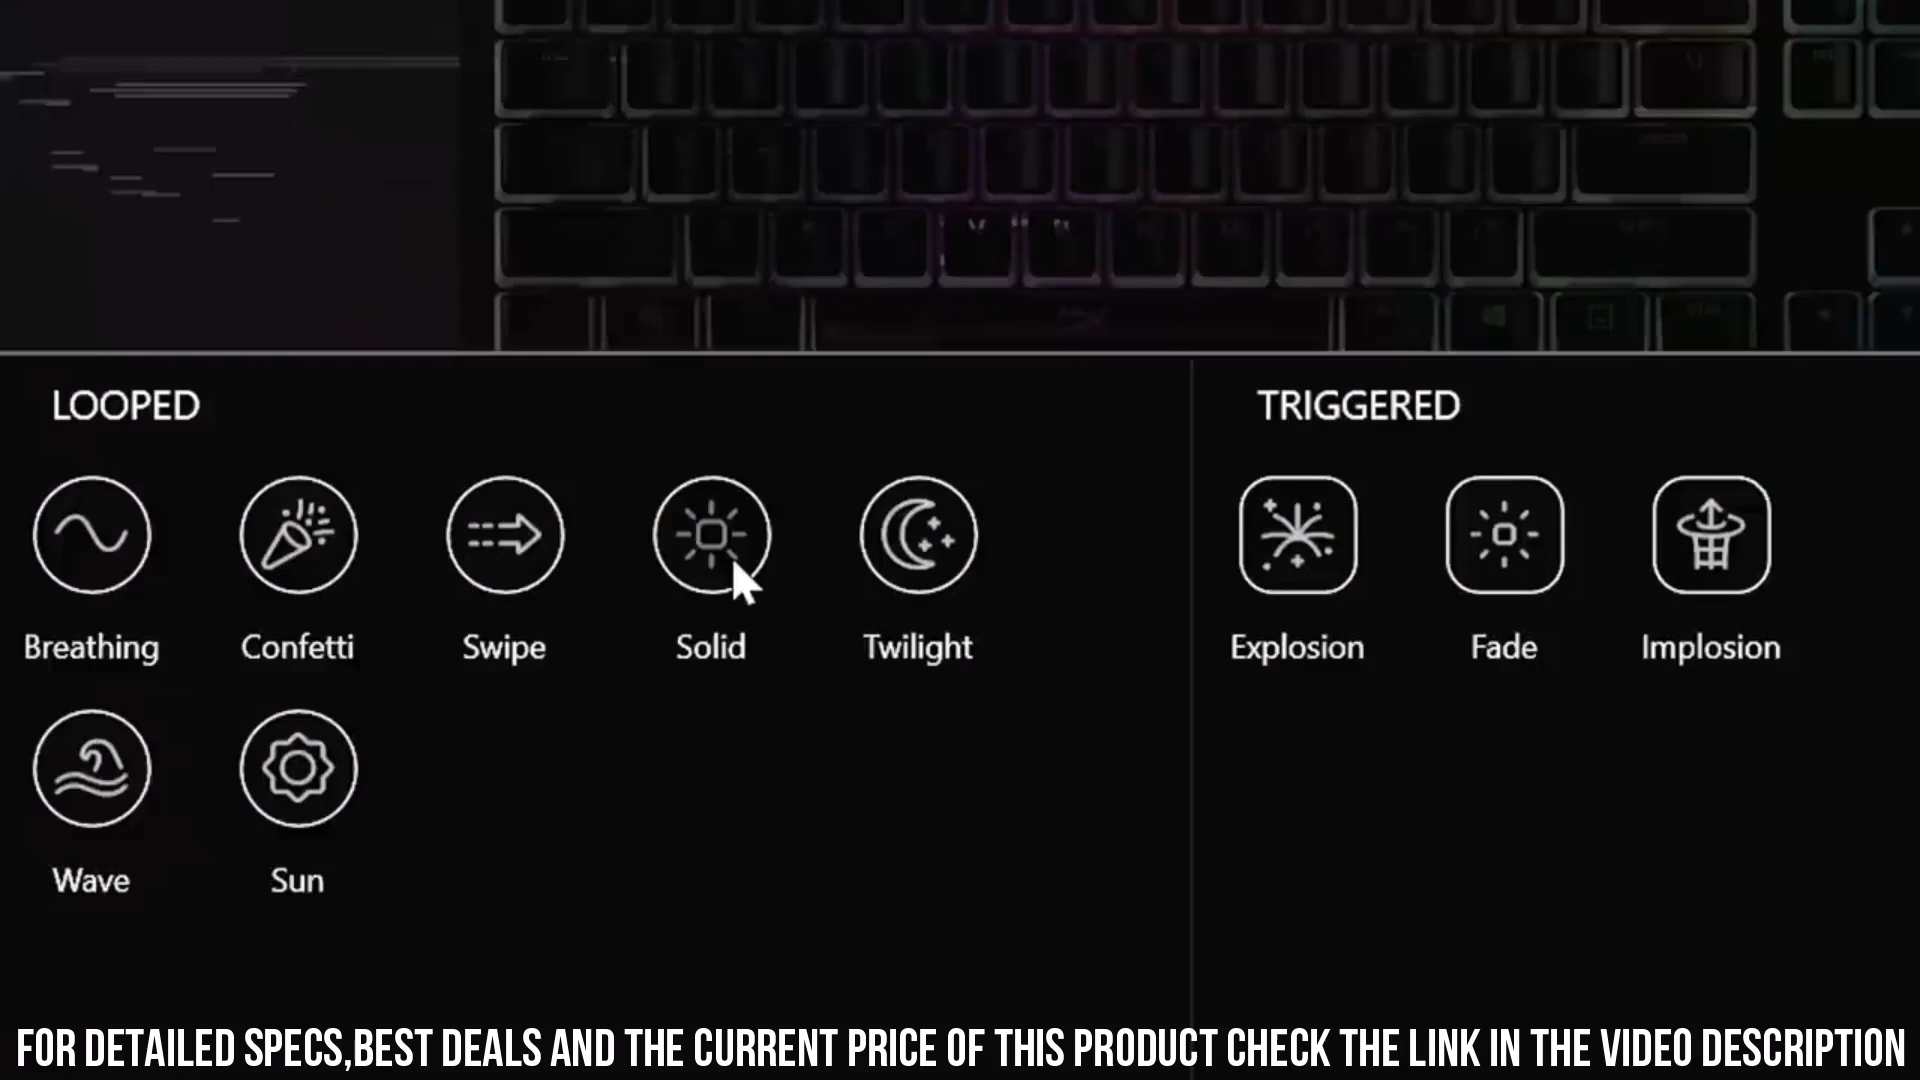 LOOPED
TRIGGERED
Breathing
Confetti
Swipe
Solid
Twilight
Explosion
Fade
Implosion
Wave
Sun
FOR DETAILED SPECS,BEST DEALS AND THE CURRENT PRICE OF THIS PRODUCT CHECK THE LINK IN THE VIDEO DESCRIPTION